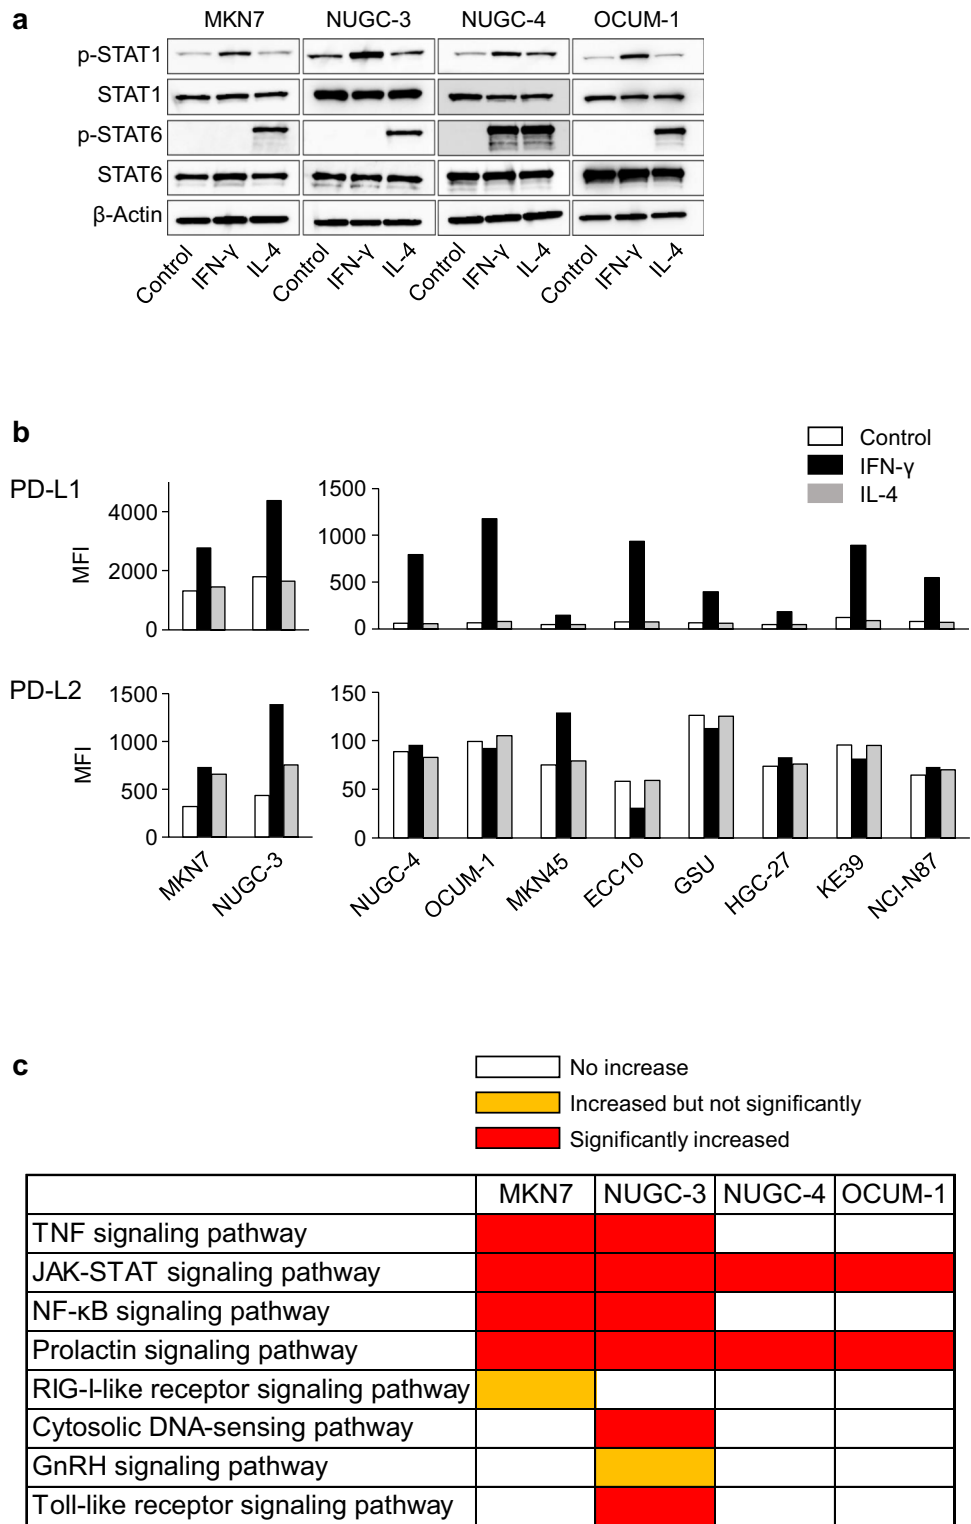 a
MKN7 NUGC-3 NUGC-4 OCUM-1
p-STAT1
STAT1
p-STAT6
STAT6
β-Actin
Control IFN-γ IL-4 Control IFN-γ IL-4 Control IFN-γ IL-4 Control IFN-γ IL-4
b
Control
IFN-γ
IL-4
PD-L1
MFI
4000
2000
0
1500
1000
500
0
PD-L2
MFI
1500
1000
500
0
150
100
50
0
MKN7 NUGC-3 NUGC-4 OCUM-1 MKN45 ECC10 GSU HGC-27 KE39 NCI-N87
c
No increase
Increased but not significantly
Significantly increased
MKN7 NUGC-3 NUGC-4 OCUM-1
TNF signaling pathway
JAK-STAT signaling pathway
NF-κB signaling pathway
Prolactin signaling pathway
RIG-I-like receptor signaling pathway
Cytosolic DNA-sensing pathway
GnRH signaling pathway
Toll-like receptor signaling pathway